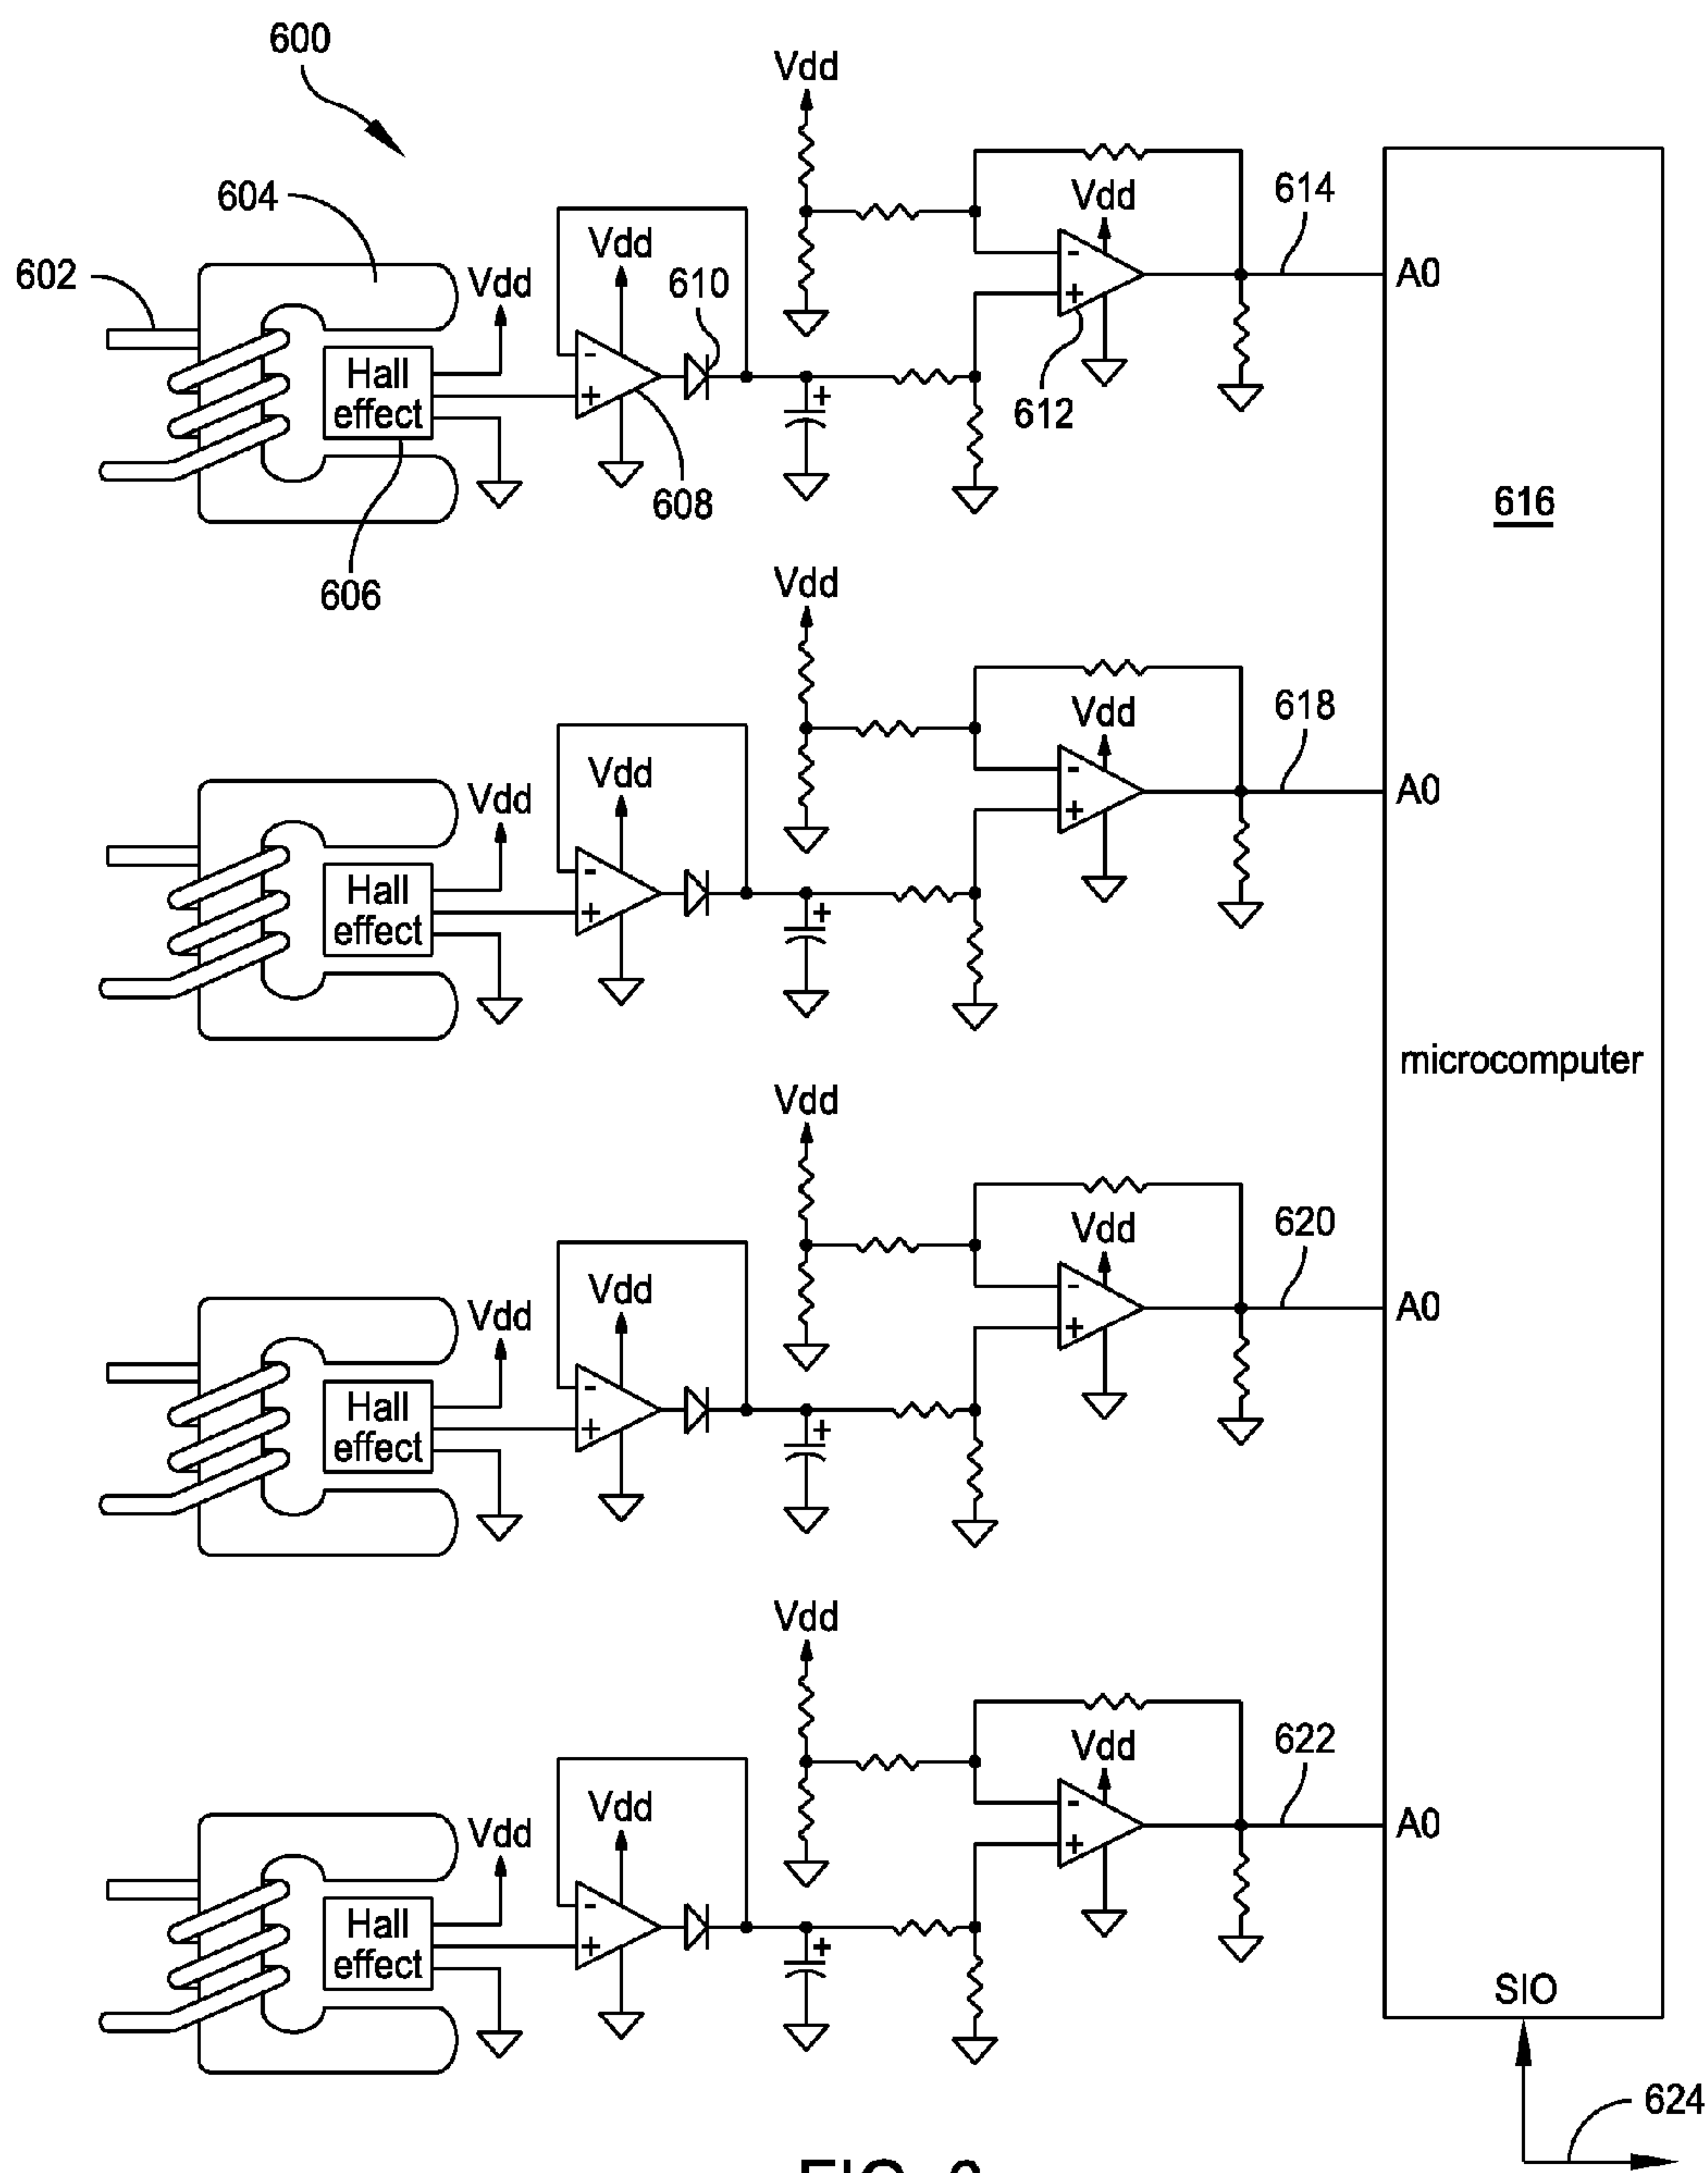 600
Vdd
604
Vdd
614
602
Vdd
Vdd
610
-
+
A0
Hall
effect
-
+
+
612
608
616
606
Vdd
Vdd
618
Vdd
Vdd
-
+
A0
Hall
effect
-
+
+
microcomputer
Vdd
Vdd
620
Vdd
Vdd
-
+
A0
Hall
effect
-
+
+
Vdd
Vdd
622
Vdd
Vdd
-
+
A0
Hall
effect
-
+
+
SIO
624